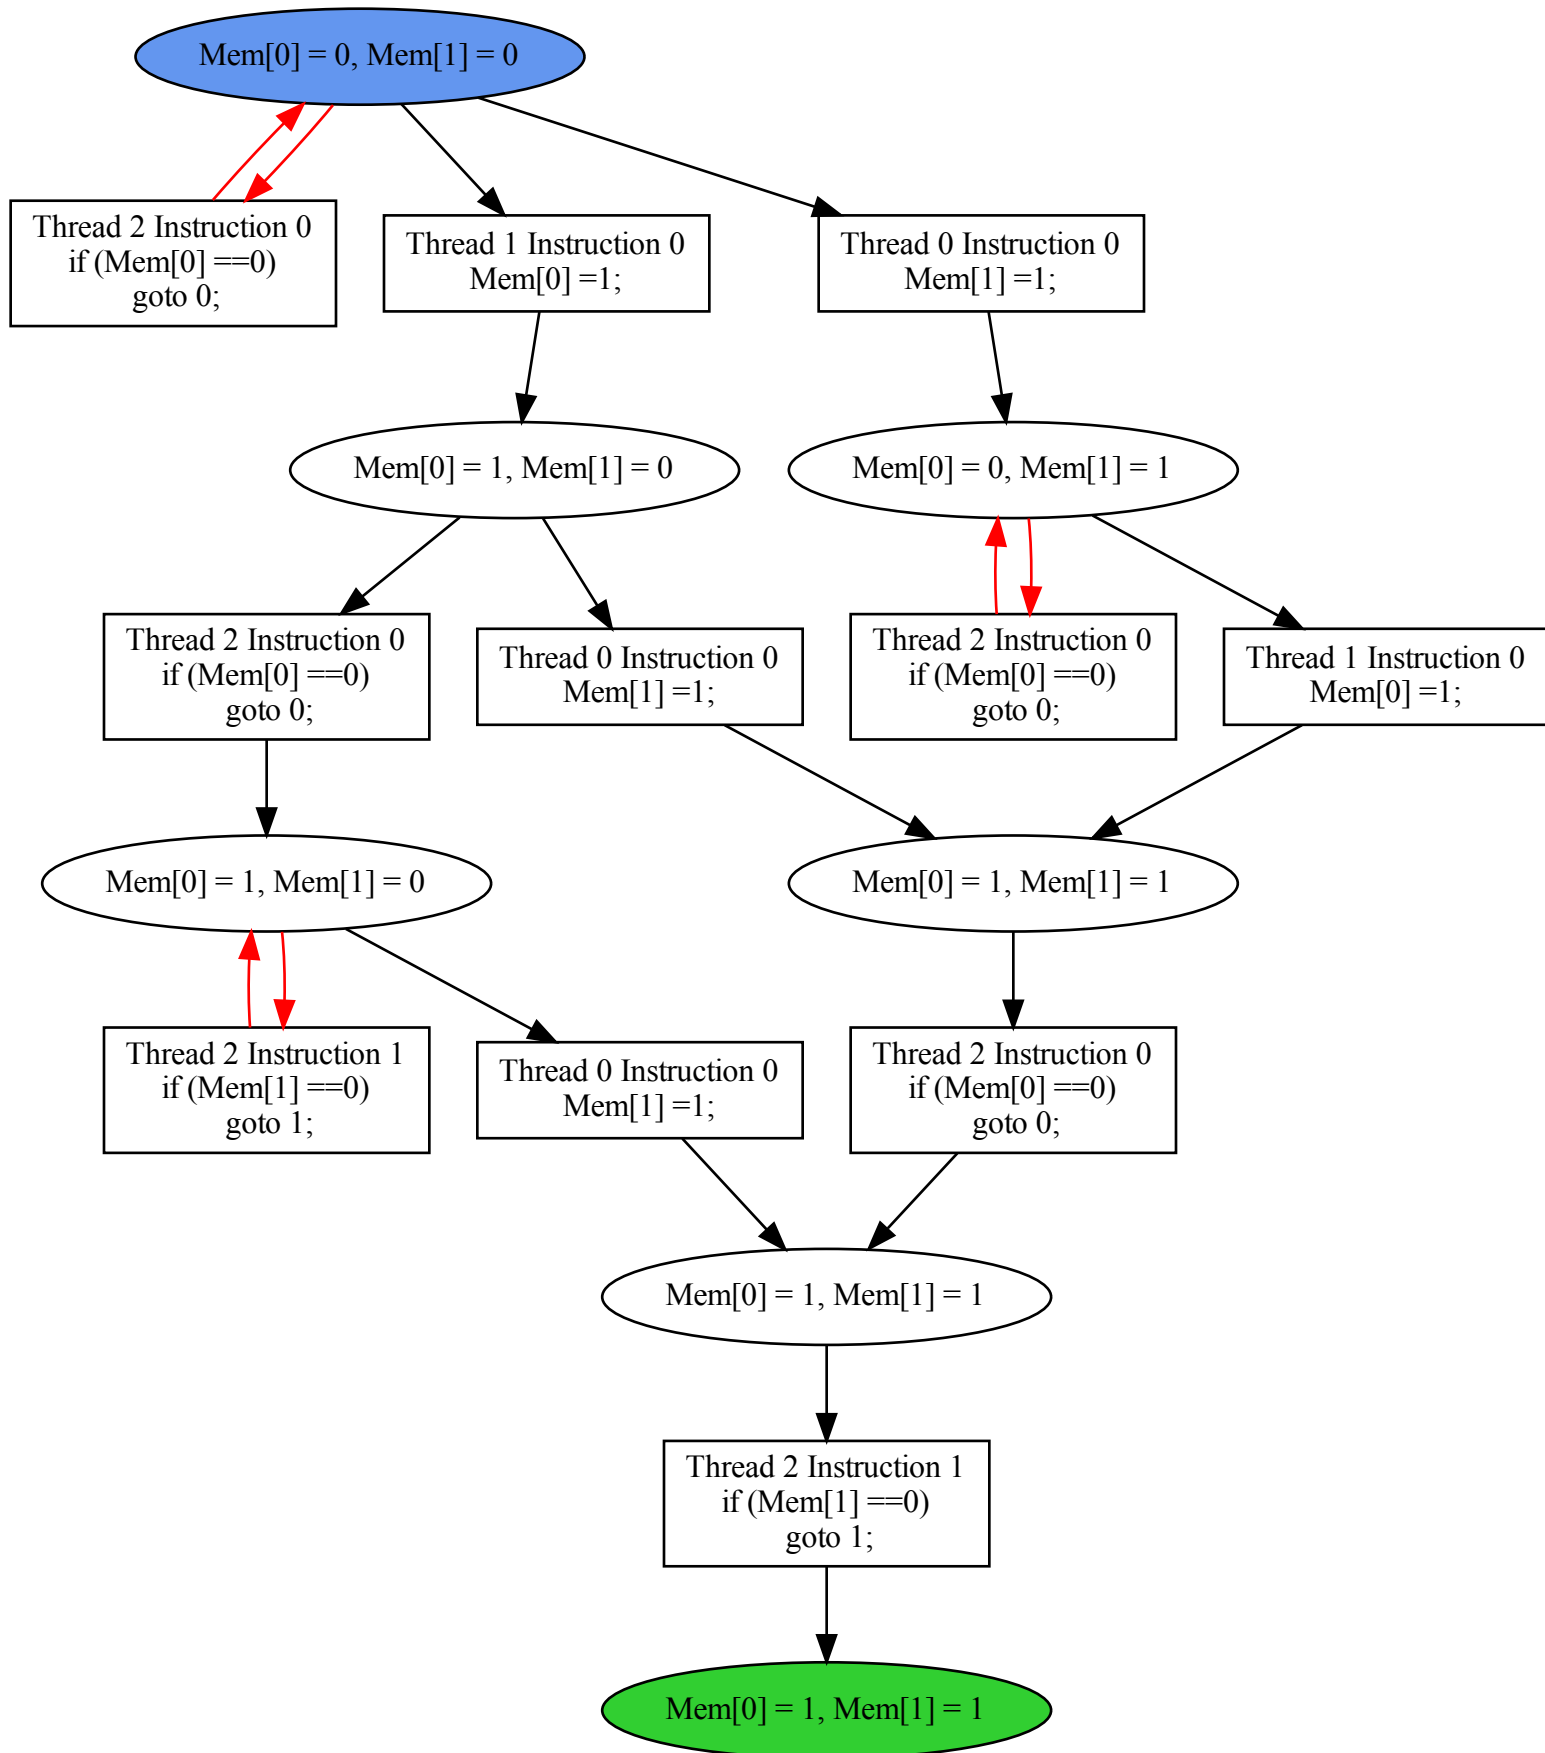 Mem[0] = 0, Mem[1] = 0
Thread 2 Instruction 0
if (Mem[0] ==0)
goto 0;
Thread 1 Instruction 0
Mem[0] =1;
Thread 0 Instruction 0
Mem[1] =1;
Mem[0] = 1, Mem[1] = 0
Mem[0] = 0, Mem[1] = 1
Thread 2 Instruction 0
if (Mem[0] ==0)
goto 0;
Thread 0 Instruction 0
Mem[1] =1;
Thread 2 Instruction 0
if (Mem[0] ==0)
goto 0;
Thread 1 Instruction 0
Mem[0] =1;
Mem[0] = 1, Mem[1] = 0
Mem[0] = 1, Mem[1] = 1
Thread 2 Instruction 1
if (Mem[1] ==0)
goto 1;
Thread 0 Instruction 0
Mem[1] =1;
Thread 2 Instruction 0
if (Mem[0] ==0)
goto 0;
Mem[0] = 1, Mem[1] = 1
Thread 2 Instruction 1
if (Mem[1] ==0)
goto 1;
Mem[0] = 1, Mem[1] = 1